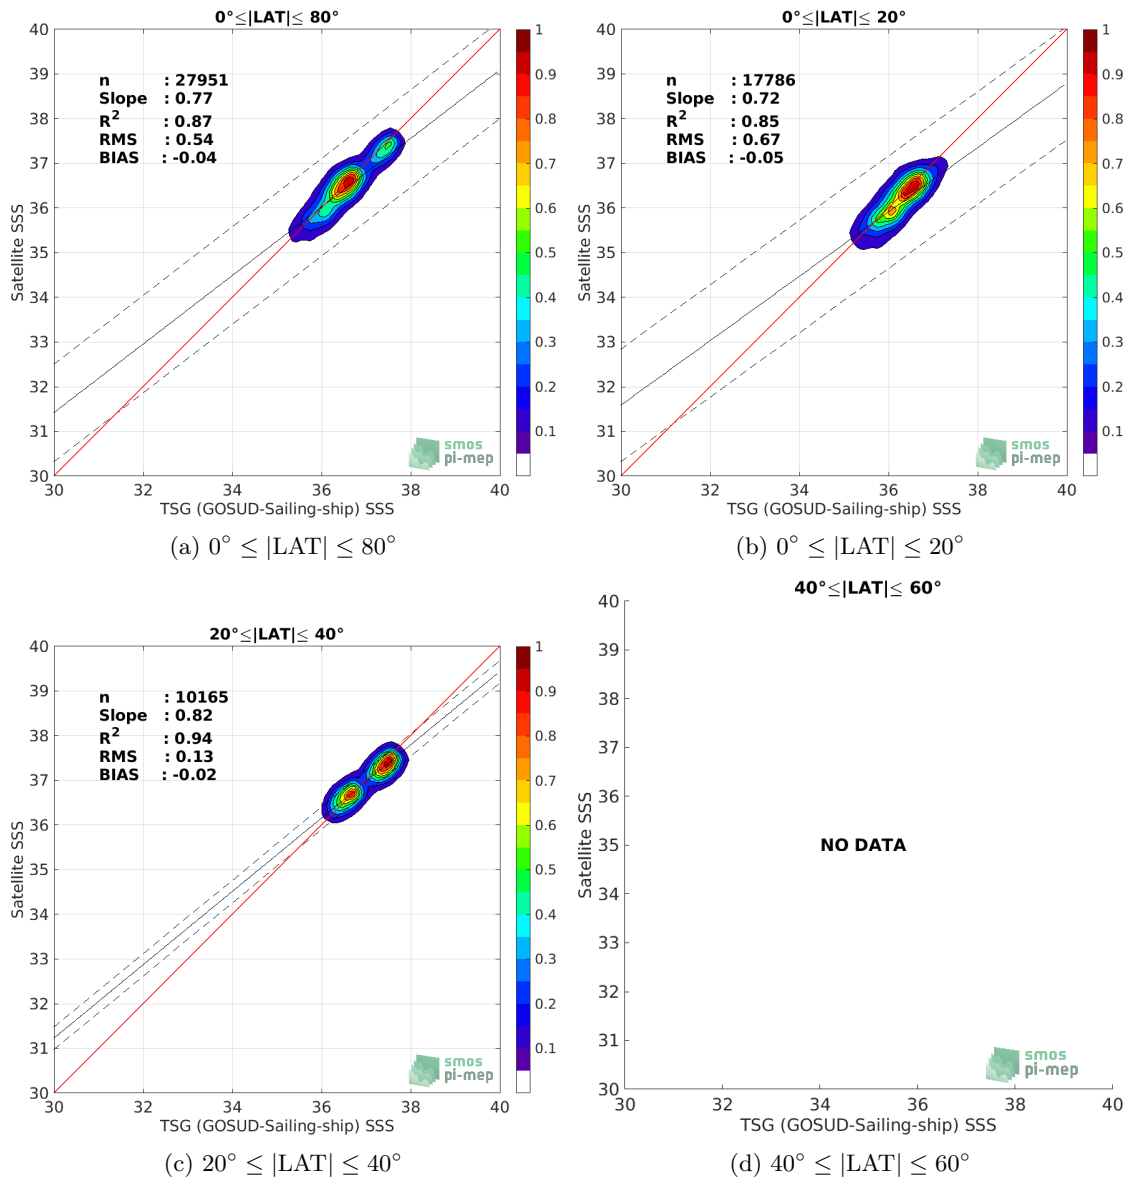 0°≤|LAT|≤ 80°
n : 27951
Slope : 0.77
R² : 0.87
RMS : 0.54
BIAS : -0.04
40
39
38
37
36
35
34
33
32
31
30
Satellite SSS
30 32 34 36 38 40
TSG (GOSUD-Sailing-ship) SSS
1
0.9
0.8
0.7
0.6
0.5
0.4
0.3
0.2
0.1
smos
pi-mep
(a) 0° ≤ |LAT| ≤ 80°
0°≤|LAT|≤ 20°
n : 17786
Slope : 0.72
R² : 0.85
RMS : 0.67
BIAS : -0.05
40
39
38
37
36
35
34
33
32
31
30
Satellite SSS
30 32 34 36 38 40
TSG (GOSUD-Sailing-ship) SSS
1
0.9
0.8
0.7
0.6
0.5
0.4
0.3
0.2
0.1
smos
pi-mep
(b) 0° ≤ |LAT| ≤ 20°
20°≤|LAT|≤ 40°
n : 10165
Slope : 0.82
R² : 0.94
RMS : 0.13
BIAS : -0.02
40
39
38
37
36
35
34
33
32
31
30
Satellite SSS
30 32 34 36 38 40
TSG (GOSUD-Sailing-ship) SSS
1
0.9
0.8
0.7
0.6
0.5
0.4
0.3
0.2
0.1
smos
pi-mep
(c) 20° ≤ |LAT| ≤ 40°
40°≤|LAT|≤ 60°
40
39
38
37
36
35
34
33
32
31
30
Satellite SSS
NO DATA
30 32 34 36 38 40
TSG (GOSUD-Sailing-ship) SSS
smos
pi-mep
(d) 40° ≤ |LAT| ≤ 60°